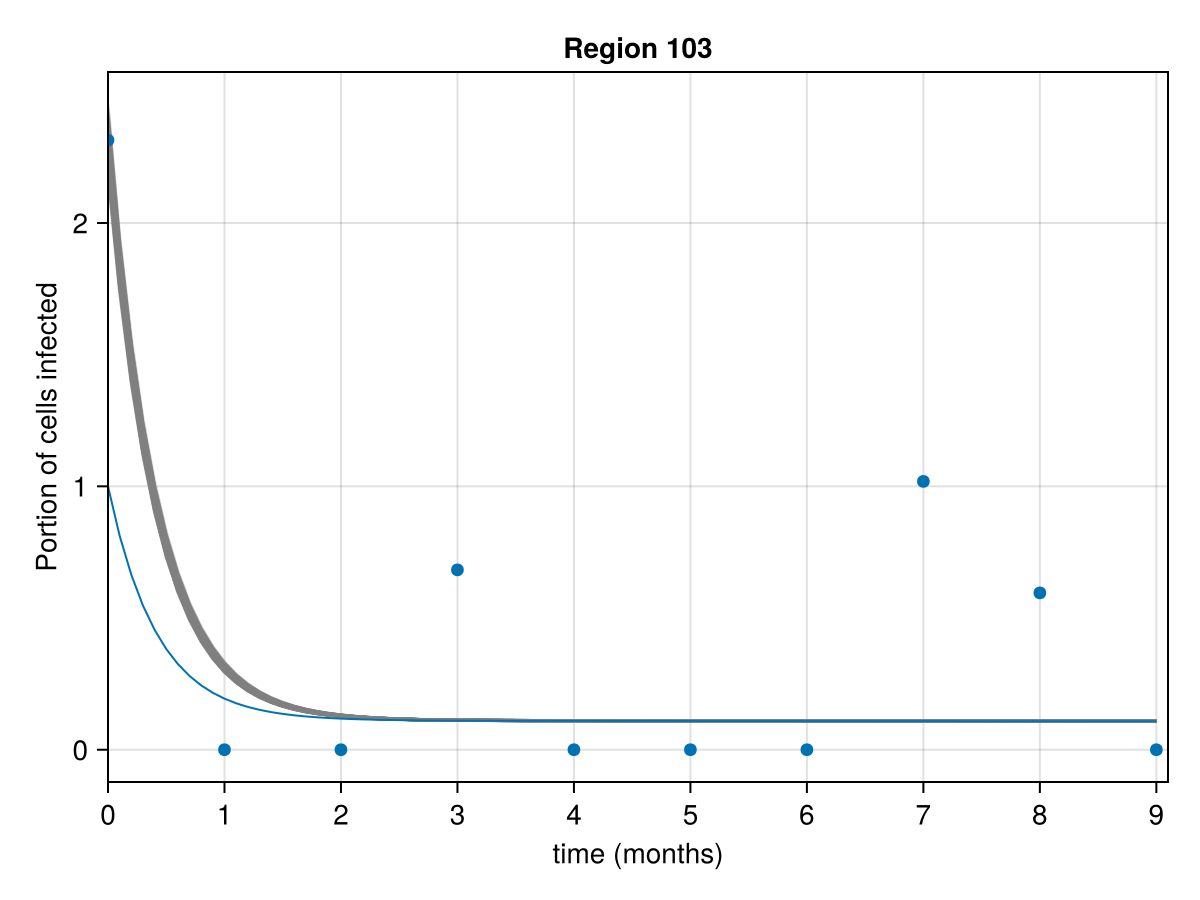 Region 103
Portion of cells infected
2
1
0
0 1 2 3 4 5 6 7 8 9
time (months)